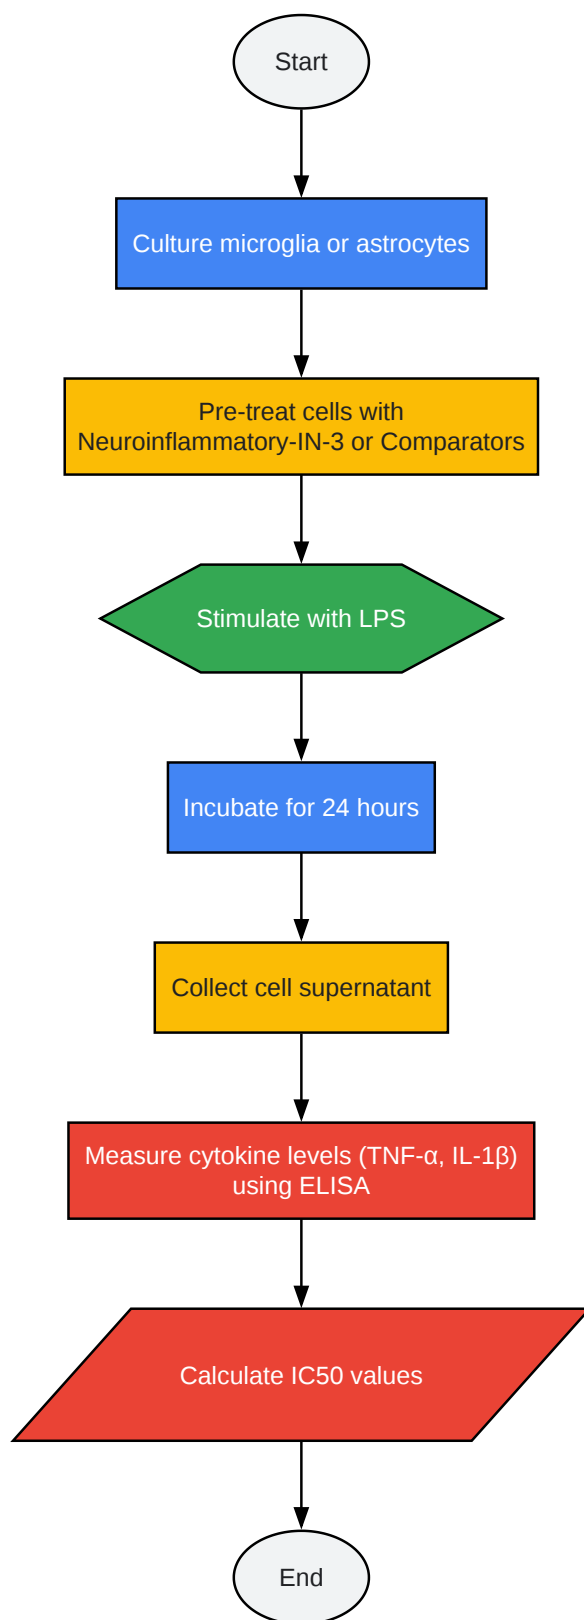 Start
Culture microglia or astrocytes
Pre-treat cells with
Neuroinflammatory-IN-3 or Comparators
Stimulate with LPS
Incubate for 24 hours
Collect cell supernatant
Measure cytokine levels (TNF-α, IL-1β)
using ELISA
Calculate IC50 values
End